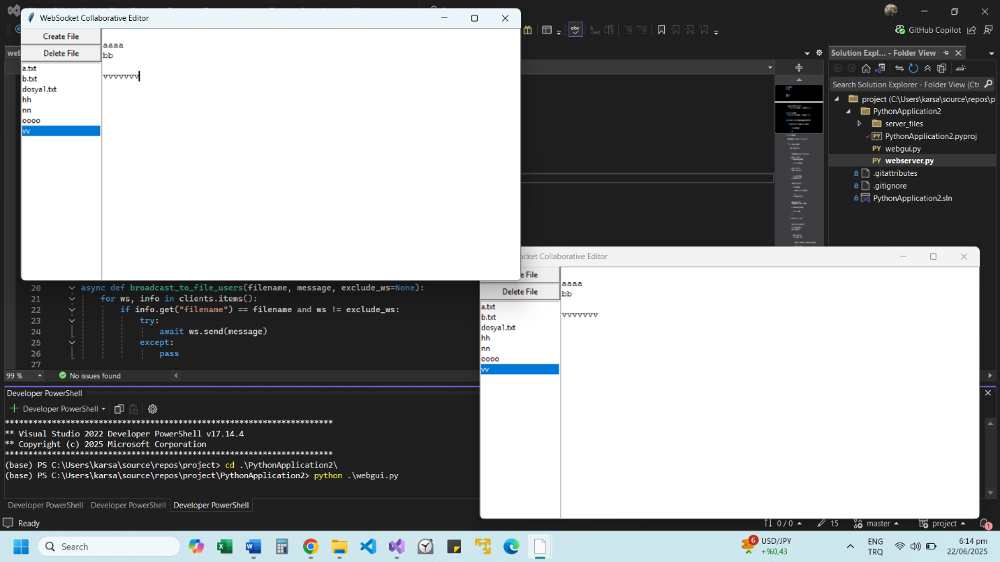 WebSocket Collaborative Editor
Create File
Delete File
a.txt
b.txt
dosya1.txt
hh
nn
oooo
vv
aaaa
bb
vvvvvvv
GitHub Copilot
web
Solution Expl... - Folder View
Search Solution Explorer - Folder View (Ctr
project (C:\Users\karsa\source\repos\p
PythonApplication2
server_files
PythonApplication2.pyproj
webgui.py
webserver.py
.gitattributes
.gitignore
PythonApplication2.sln
ocket Collaborative Editor
e File
Delete File
a.txt
b.txt
dosya1.txt
hh
nn
oooo
vv
aaaa
bb
vvvvvvv
20 async def broadcast_to_file_users(filename, message, exclude_ws=None):
21 for ws, info in clients.items():
22 if info.get("filename") == filename and ws != exclude_ws:
23 try:
24 await ws.send(message)
25 except:
26 pass
27
99 %
No issues found
Developer PowerShell
Developer PowerShell
**********************************************************************
** Visual Studio 2022 Developer PowerShell v17.14.4
** Copyright (c) 2025 Microsoft Corporation
**********************************************************************
(base) PS C:\Users\karsa\source\repos\project> cd .\PythonApplication2\
(base) PS C:\Users\karsa\source\repos\project\PythonApplication2> python .\webgui.py
Developer PowerShell Developer PowerShell Developer PowerShell
Ready
0 / 0
15
master
project
1
Search
6
USD/JPY
+%0,43
ENG
TRQ
6:14 pm
22/06/2025